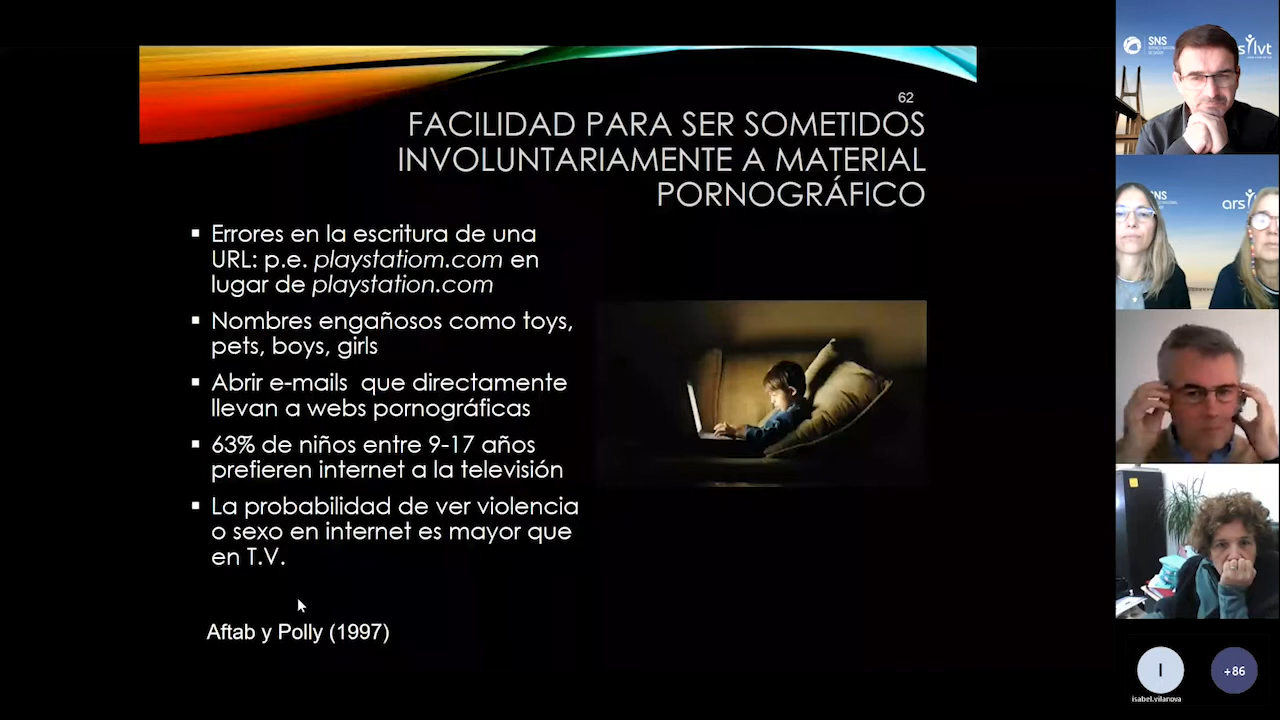 62
FACILIDAD PARA SER SOMETIDOS
INVOLUNTARIAMENTE A MATERIAL
PORNOGRÁFICO
▪ Errores en la escritura de una
URL: p.e. playstatiom.com en
lugar de playstation.com
▪ Nombres engañosos como toys,
pets, boys, girls
▪ Abrir e-mails que directamente
llevan a webs pornográficas
▪ 63% de niños entre 9-17 años
prefieren internet a la televisión
▪ La probabilidad de ver violencia
o sexo en internet es mayor que
en T.V.
Aftab y Polly (1997)
SNS
lvt
SNS
ars
I
isabel.vilanova
+86